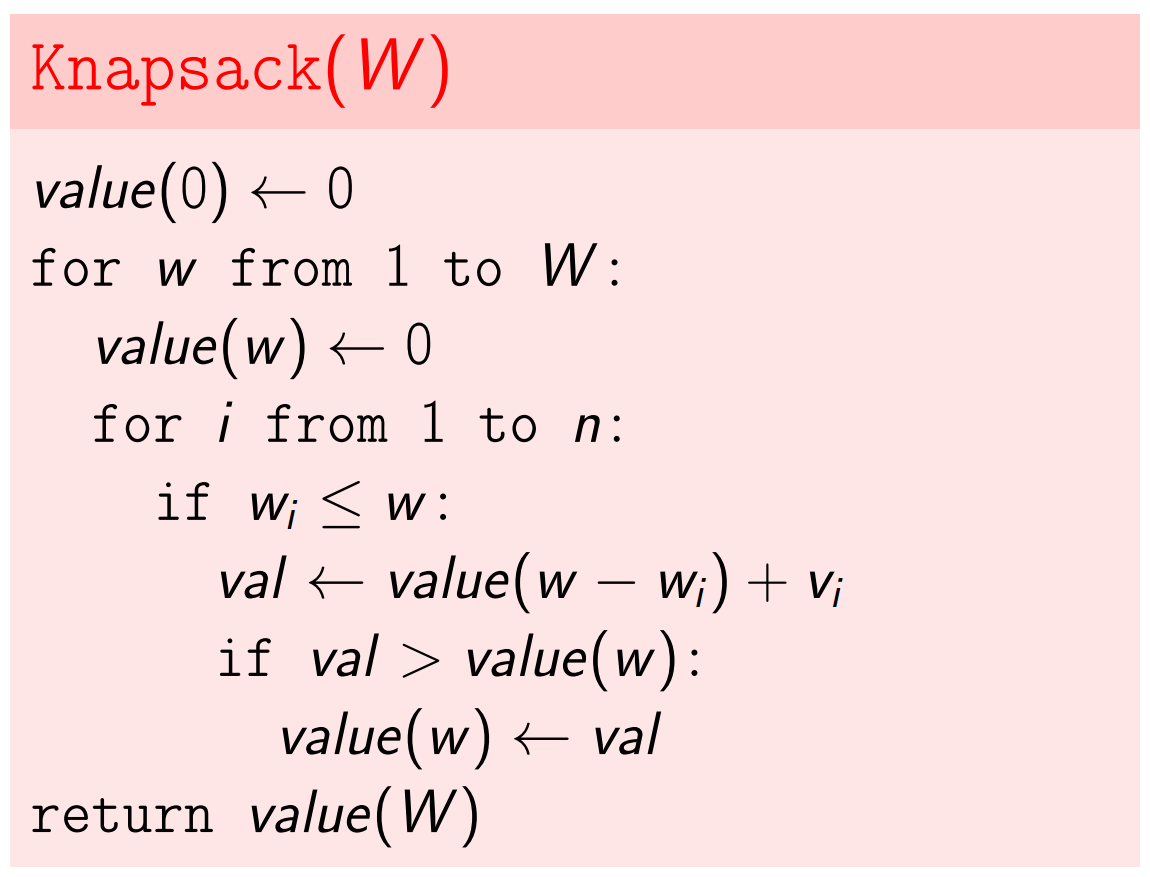 Knapsack(W)
value(0) ← 0
for w from 1 to W:
value(w) ← 0
for i from 1 to n:
if wᵢ ≤ w:
val ← value(w − wᵢ) + vᵢ
if val > value(w):
value(w) ← val
return value(W)